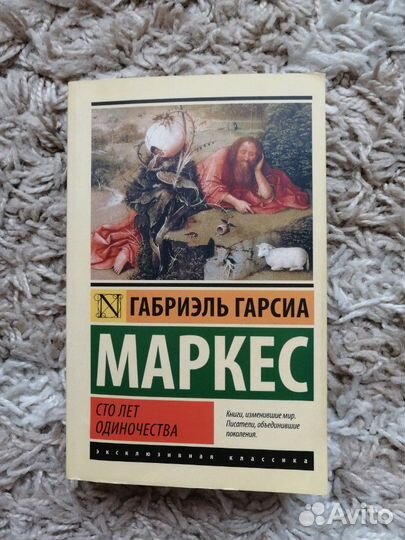 N
ГАБРИЭЛЬ ГАРСИА
МАРКЕС
СТО ЛЕТ
ОДИНОЧЕСТВА
Книги, изменившие мир.
Писатели, объединившие
поколения.
эксклюзивная классика
Avito